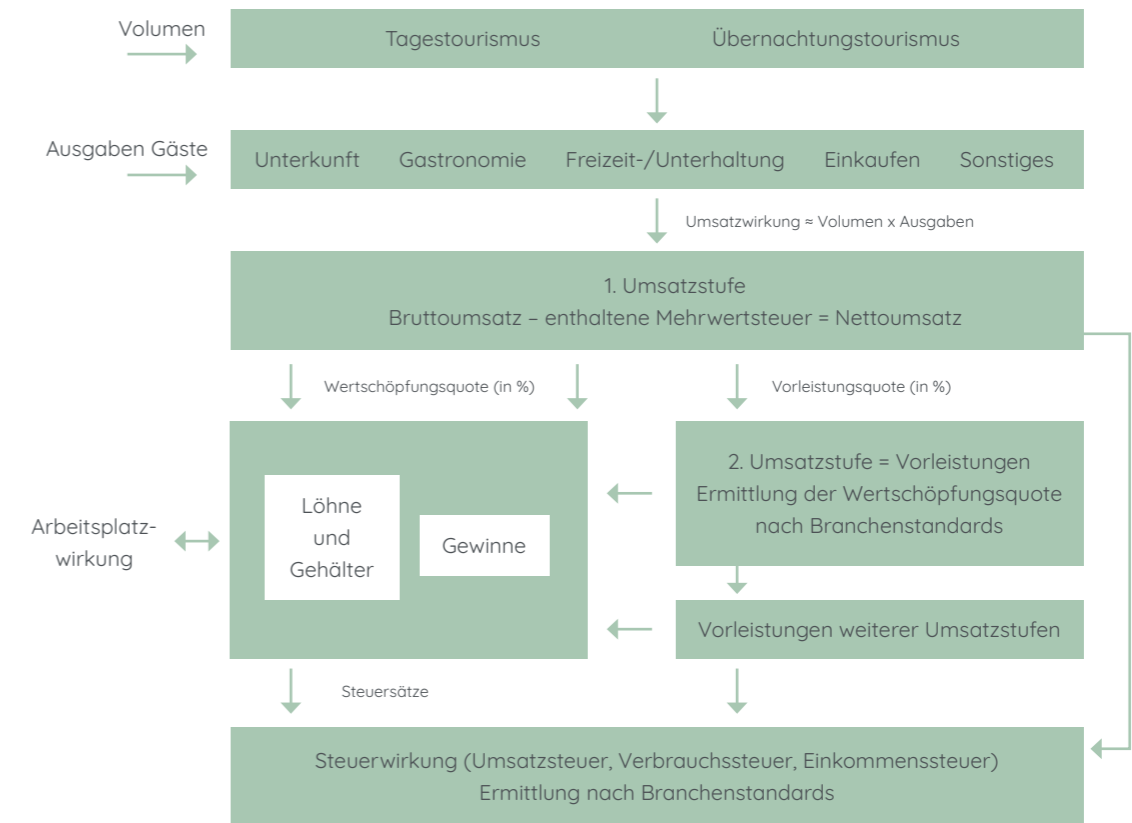 Volumen
Tagestourismus Übernachtungstourismus
Ausgaben Gäste
Unterkunft Gastronomie Freizeit-/Unterhaltung Einkaufen Sonstiges
Umsatzwirkung ≈ Volumen x Ausgaben
1. Umsatzstufe
Bruttoumsatz – enthaltene Mehrwertsteuer = Nettoumsatz
Wertschöpfungsquote (in %)
Vorleistungsquote (in %)
Arbeitsplatz-
wirkung
Löhne
und
Gehälter
Gewinne
2. Umsatzstufe = Vorleistungen
Ermittlung der Wertschöpfungsquote
nach Branchenstandards
Vorleistungen weiterer Umsatzstufen
Steuersätze
Steuerwirkung (Umsatzsteuer, Verbrauchssteuer, Einkommenssteuer)
Ermittlung nach Branchenstandards